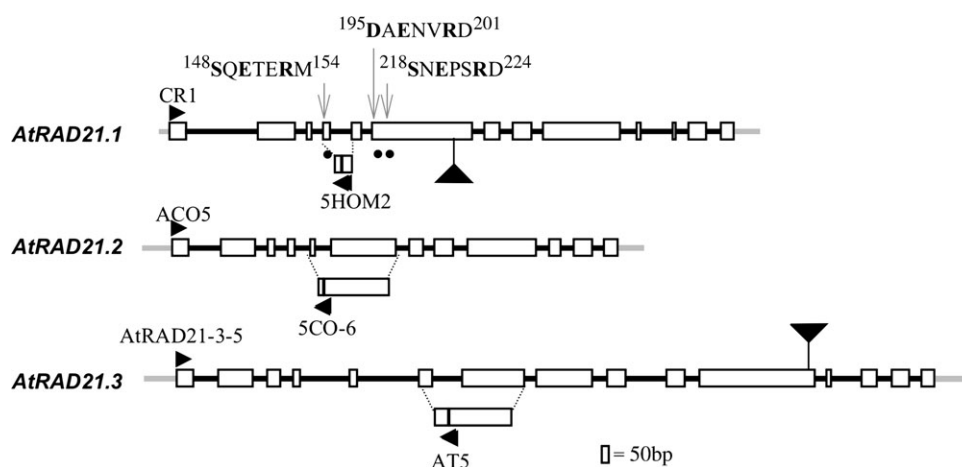 ¹⁹⁵DAENVRD²⁰¹
¹⁴⁸SQETERM¹⁵⁴
²¹⁸SNEPSRD²²⁴
CR1
AtRAD21.1
5HOM2
ACO5
AtRAD21.2
5CO-6
AtRAD21-3-5
AtRAD21.3
AT5
= 50bp